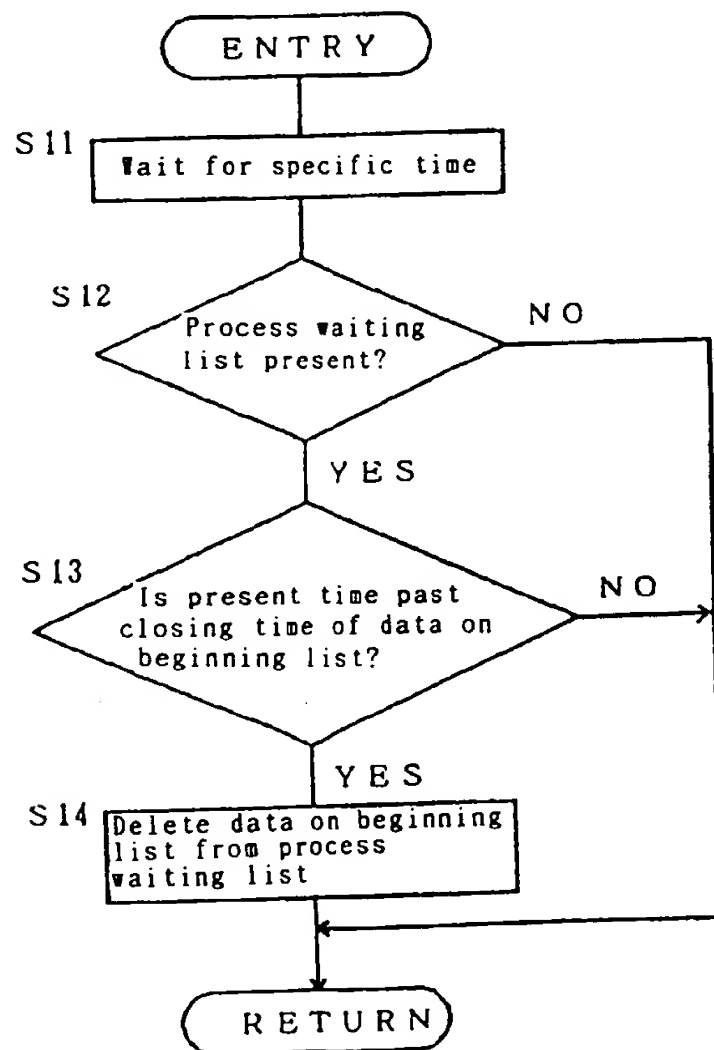 ENTRY
S11
Wait for specific time
S12
Process waiting
list present?
NO
YES
S13
Is present time past
closing time of data on
beginning list?
NO
YES
S14
Delete data on beginning
list from process
waiting list
RETURN